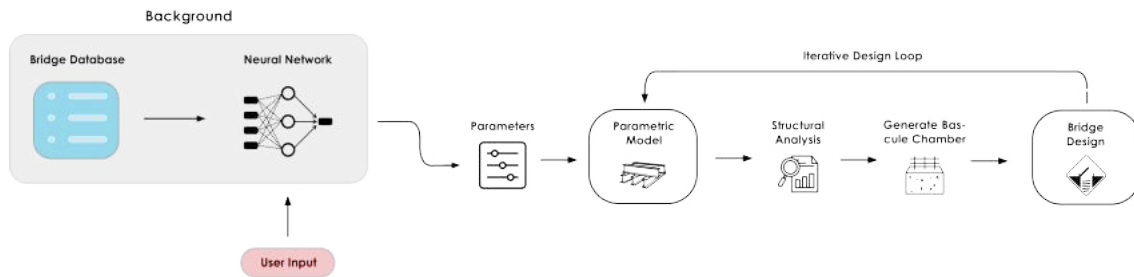 Background
Bridge Database
Neural Network
User Input
Parameters
Iterative Design Loop
Parametric
Model
Structural
Analysis
Generate Bas-
cule Chamber
Bridge
Design